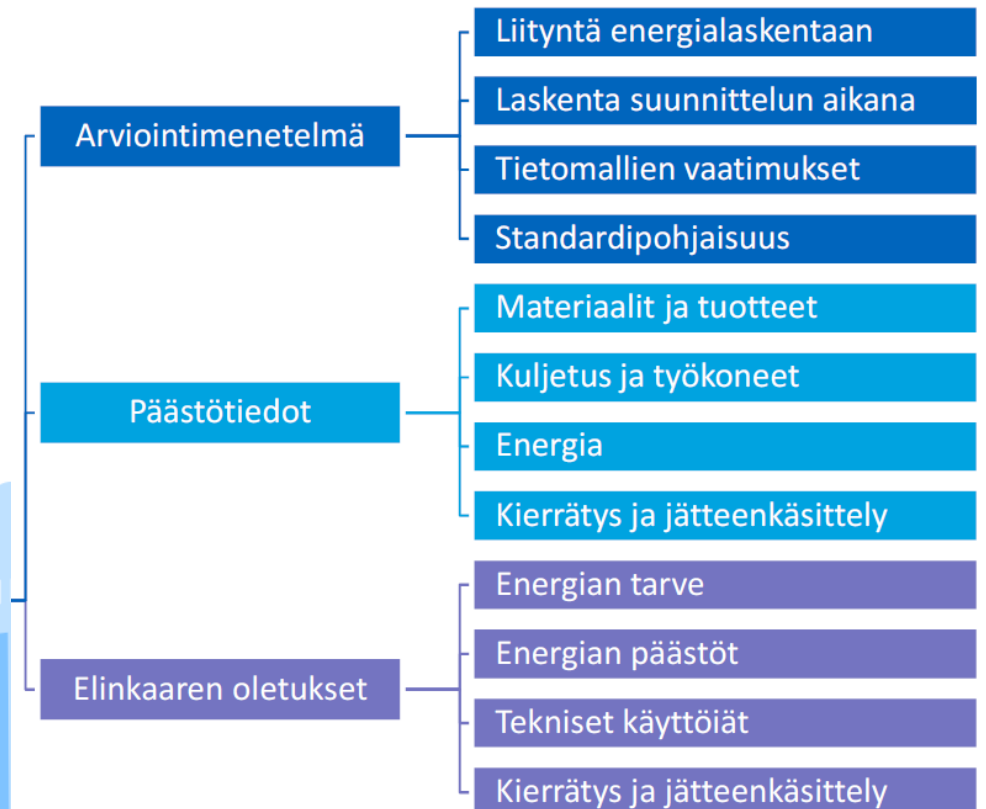 Arviointimenetelmä
Liityntä energialaskentaan
Laskenta suunnittelun aikana
Tietomallien vaatimukset
Standardipohjaisuus
Päästötiedot
Materiaalit ja tuotteet
Kuljetus ja työkoneet
Energia
Kierrätys ja jätteenkäsittely
Elinkaaren oletukset
Energian tarve
Energian päästöt
Tekniset käyttöiät
Kierrätys ja jätteenkäsittely